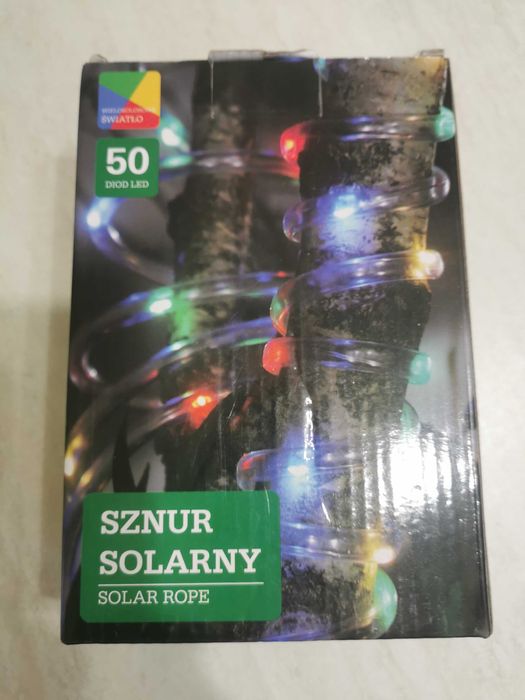 WIELOKOLOROWE
ŚWIATŁO
50
DIOD LED
SZNUR
SOLARNY
SOLAR ROPE